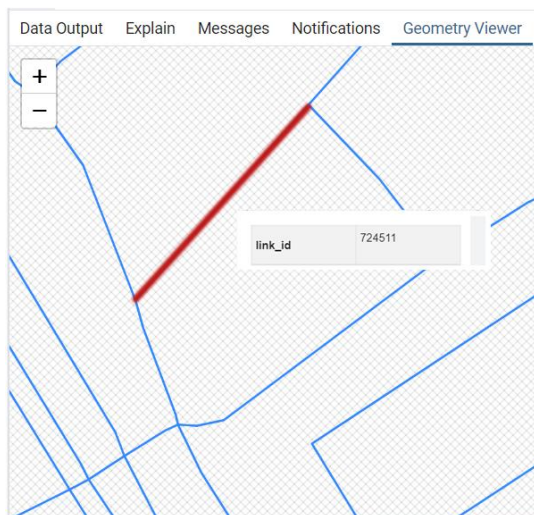 Data Output Explain Messages Notifications Geometry Viewer
+
−
link_id 724511